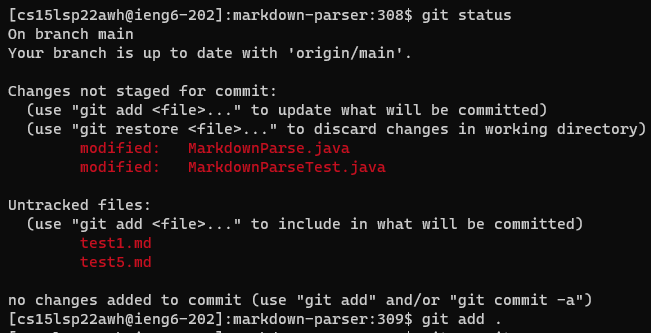 [cs15lsp22awh@ieng6-202]:markdown-parser:308$ git status
On branch main
Your branch is up to date with 'origin/main'.
Changes not staged for commit:
(use "git add <file>..." to update what will be committed)
(use "git restore <file>..." to discard changes in working directory)
modified:   MarkdownParse.java
modified:   MarkdownParseTest.java
Untracked files:
(use "git add <file>..." to include in what will be committed)
test1.md
test5.md
no changes added to commit (use "git add" and/or "git commit -a")
[cs15lsp22awh@ieng6-202]:markdown-parser:309$ git add .